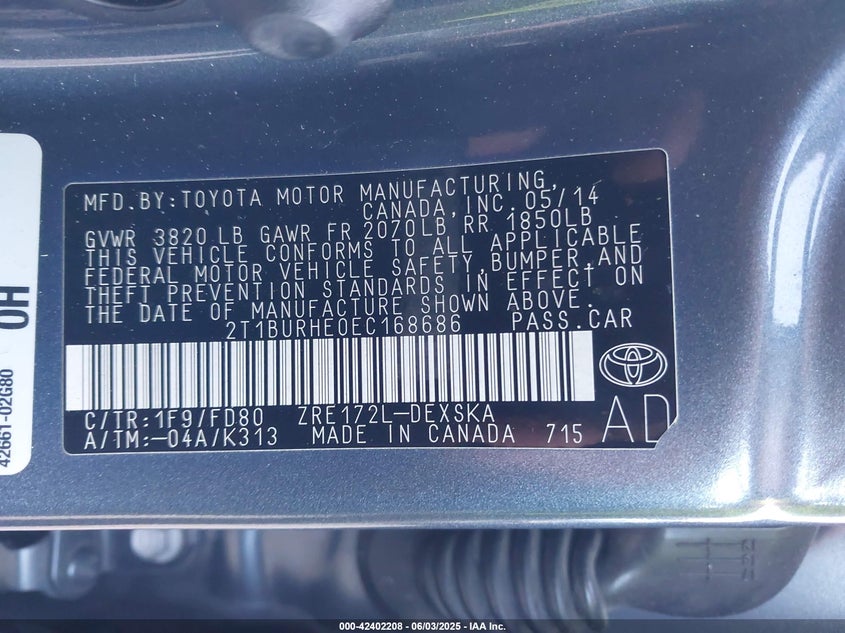 MFD. BY: TOYOTA MOTOR MANUFACTURING,
CANADA, INC. 05/14
GVWR 3820 LB GAWR FR 2070LB RR 1850LB
THIS VEHICLE CONFORMS TO ALL APPLICABLE
FEDERAL MOTOR VEHICLE SAFETY, BUMPER, AND
THEFT PREVENTION STANDARDS IN EFFECT ON
THE DATE OF MANUFACTURE SHOWN ABOVE.
2T1BURHE0EC168686 PASS. CAR
C/TR: 1F9/FD80 ZRE172L-DEXSKA
A/TM: -04A/K313 MADE IN CANADA 715
AD
42661-02G80
OH
000-42402208 - 06/03/2025 - IAA Inc.